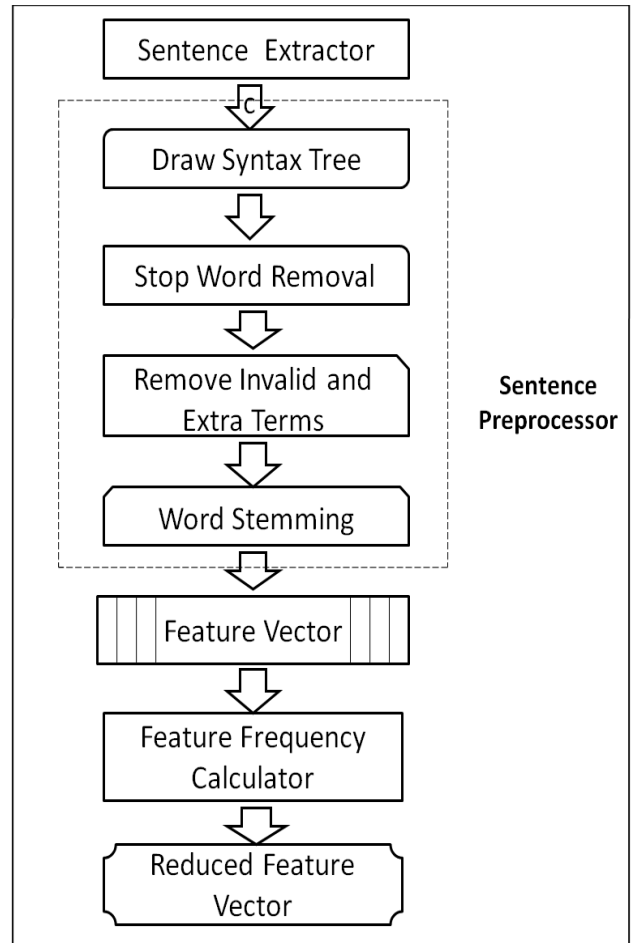 Sentence Extractor
C
Draw Syntax Tree
Stop Word Removal
Remove Invalid and
Extra Terms
Sentence
Preprocessor
Word Stemming
Feature Vector
Feature Frequency
Calculator
Reduced Feature
Vector